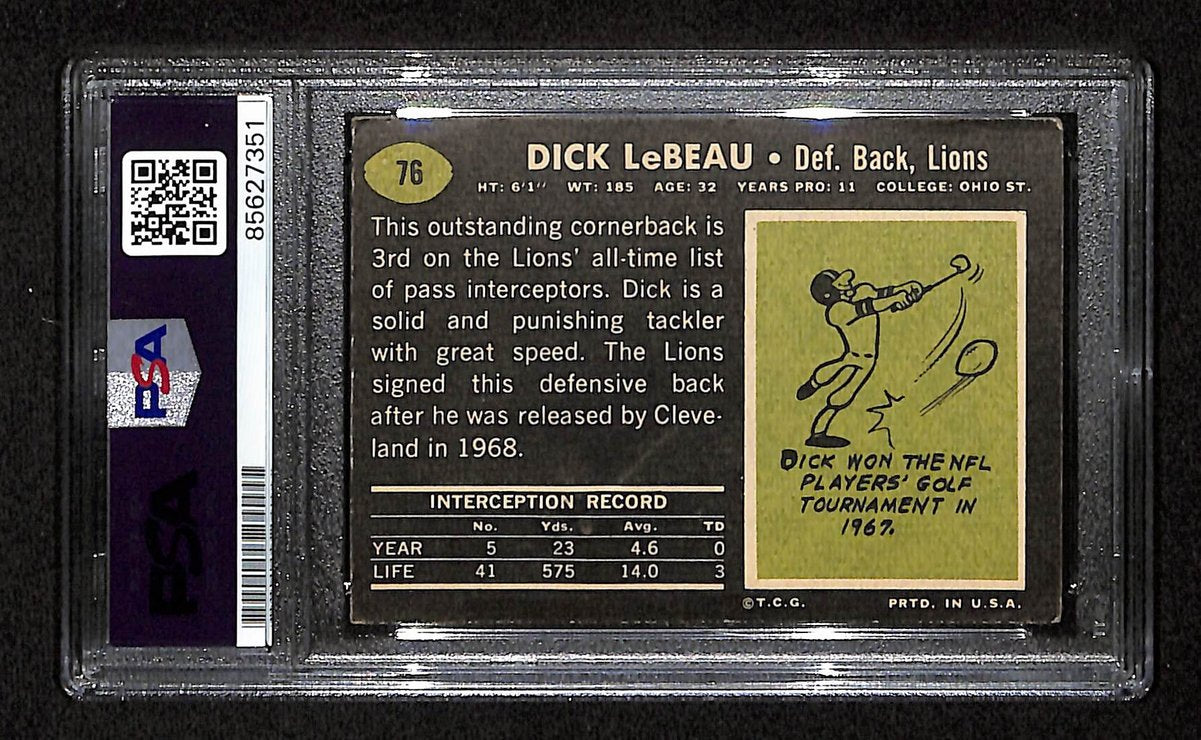 85627351
PSA
PSA
76
DICK LeBEAU • Def. Back, Lions
HT: 6'1'' WT: 185 AGE: 32 YEARS PRO: 11 COLLEGE: OHIO ST.
This outstanding cornerback is
3rd on the Lions' all-time list
of pass interceptors. Dick is a
solid and punishing tackler
with great speed. The Lions
signed this defensive back
after he was released by Cleve-
land in 1968.
INTERCEPTION RECORD
No. Yds. Avg. TD
YEAR 5 23 4.6 0
LIFE 41 575 14.0 3
DICK WON THE NFL
PLAYERS' GOLF
TOURNAMENT IN
1967.
©T.C.G. PRTD. IN U.S.A.